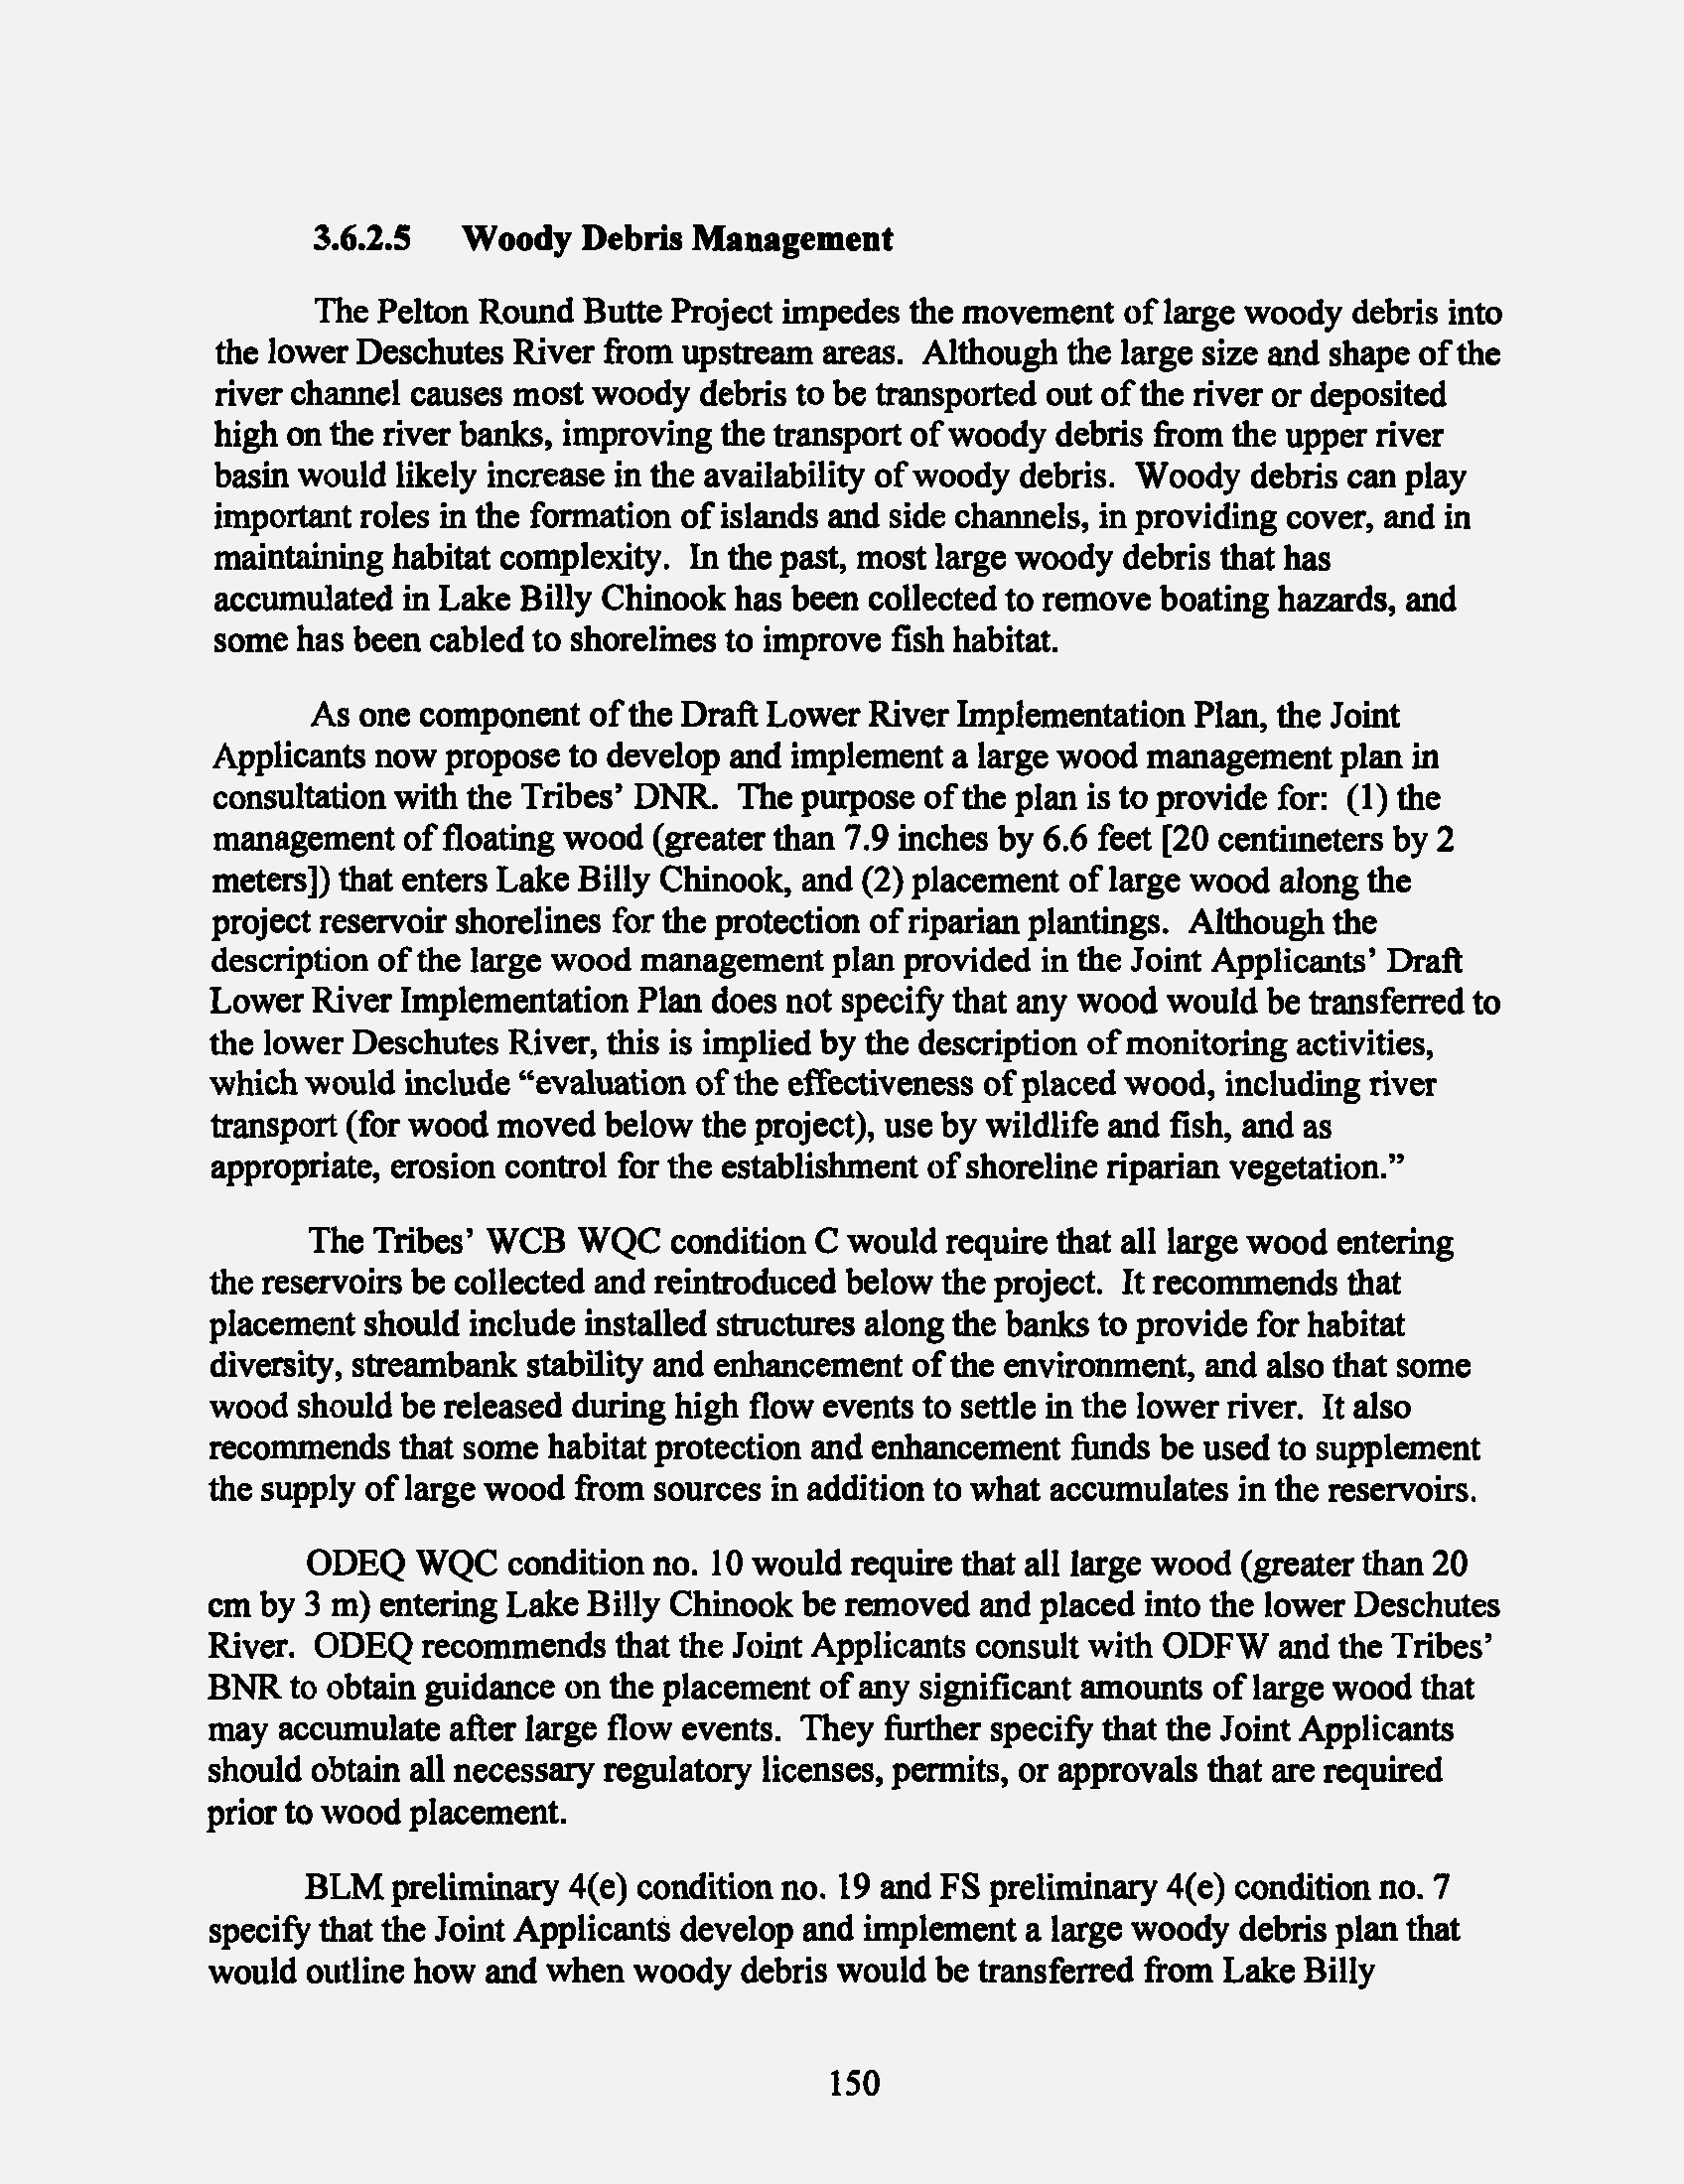 3.6.2.5 Woody Debris Management
The Pelton Round Butte Project impedes the movement of large woody debris into
the lower Deschutes River from upstream areas. Although the large size and shape of the
river channel causes most woody debris to be transported out of the river or deposited
high on the river banks, improving the transport of woody debris from the upper river
basin would likely increase in the availability of woody debris. Woody debris can play
important roles in the formation of islands and side channels, in providing cover, and in
maintaining habitat complexity. In the past, most large woody debris that has
accumulated in Lake Billy Chinook has been collected to remove boating hazards, and
some has been cabled to shorelines to improve fish habitat.
As one component of the Draft Lower River Implementation Plan, the Joint
Applicants now propose to develop and implement a large wood management plan in
consultation with the Tribes’ DNR. The purpose of the plan is to provide for: (1) the
management of floating wood (greater than 7.9 inches by 6.6 feet [20 centimeters by 2
meters]) that enters Lake Billy Chinook, and (2) placement of large wood along the
project reservoir shorelines for the protection of riparian plantings. Although the
description of the large wood management plan provided in the Joint Applicants’ Draft
Lower River Implementation Plan does not specify that any wood would be transferred to
the lower Deschutes River, this is implied by the description of monitoring activities,
which would include “evaluation of the effectiveness of placed wood, including river
transport (for wood moved below the project), use by wildlife and fish, and as
appropriate, erosion control for the establishment of shoreline riparian vegetation.”
The Tribes’ WCB WQC condition C would require that all large wood entering
the reservoirs be collected and reintroduced below the project. It recommends that
placement should include installed structures along the banks to provide for habitat
diversity, streambank stability and enhancement of the environment, and also that some
wood should be released during high flow events to settle in the lower river. It also
recommends that some habitat protection and enhancement funds be used to supplement
the supply of large wood from sources in addition to what accumulates in the reservoirs.
ODEQ WQC condition no. 10 would require that all large wood (greater than 20
cm by 3 m) entering Lake Billy Chinook be removed and placed into the lower Deschutes
River. ODEQ recommends that the Joint Applicants consult with ODFW and the Tribes’
BNR to obtain guidance on the placement of any significant amounts of large wood that
may accumulate after large flow events. They further specify that the Joint Applicants
should obtain all necessary regulatory licenses, permits, or approvals that are required
prior to wood placement.
BLM preliminary 4(e) condition no. 19 and FS preliminary 4(e) condition no. 7
specify that the Joint Applicants develop and implement a large woody debris plan that
would outline how and when woody debris would be transferred from Lake Billy
150